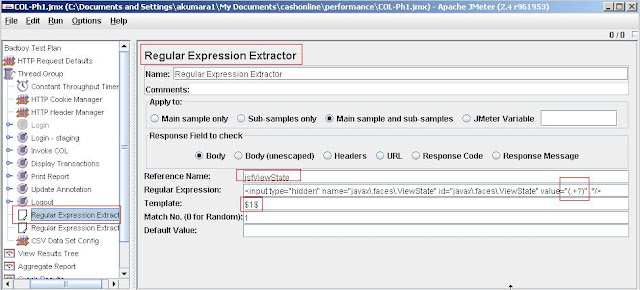 COL-Ph1.jmx (C:\Documents and Settings\akumara1\My Documents\cashonline\performance\COL-Ph1.jmx) - Apache JMeter (2.4 r961953)
File Edit Run Options Help
0 / 0
Badboy Test Plan
HTTP Request Defaults
Thread Group
Constant Throughput Timer
HTTP Cookie Manager
HTTP Header Manager
Login
Login - staging
Invoke COL
Display Transactions
Print Report
Update Annotation
Logout
Regular Expression Extract
Regular Expression Extract
CSV Data Set Config
View Results Tree
Aggregate Report
Regular Expression Extractor
Name: Regular Expression Extractor
Comments:
Apply to:
Main sample only Sub-samples only Main sample and sub-samples JMeter Variable
Response Field to check
Body Body (unescaped) Headers URL Response Code Response Message
Reference Name: jsfViewState
Regular Expression: <input type="hidden" name="javax\.faces\.ViewState" id="javax\.faces\.ViewState" value="(.+?)" */>
Template: $1$
Match No. (0 for Random): 1
Default Value: